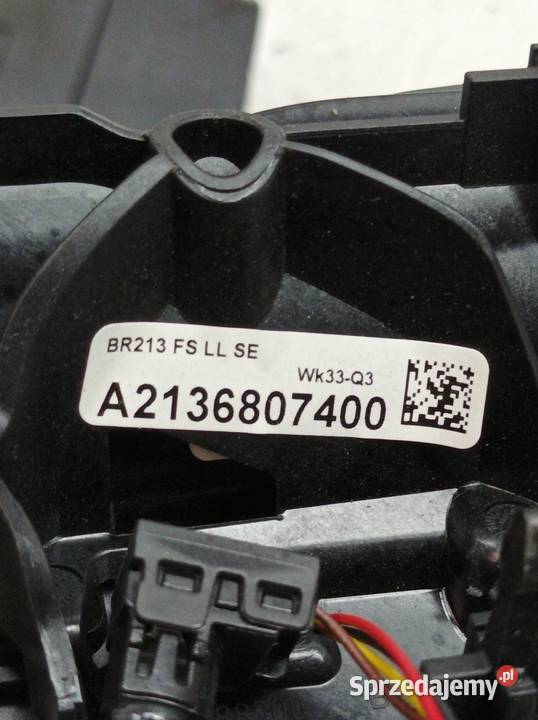 BR213 FS LL SE
Wk33-Q3
A2136807400
Sprzedajemy.pl